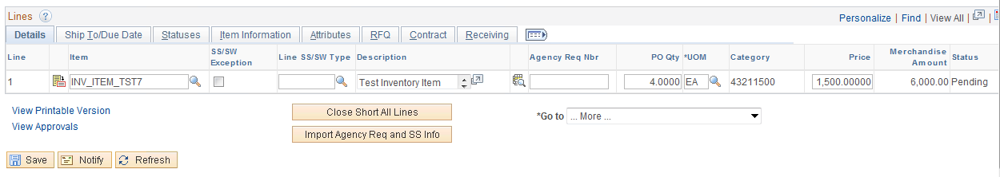 Lines ? Personalize | Find | View All |
Details Ship To/Due Date Statuses Item Information Attributes RFQ Contract Receiving
Line Item SS/SW Exception Line SS/SW Type Description Agency Req Nbr PO Qty *UOM Category Price Merchandise Amount Status
1 INV_ITEM_TST7 Test Inventory Item 4.0000 EA 43211500 1,500.00000 6,000.00 Pending
View Printable Version Close Short All Lines *Go to ... More ...
View Approvals Import Agency Req and SS Info
Save Notify Refresh